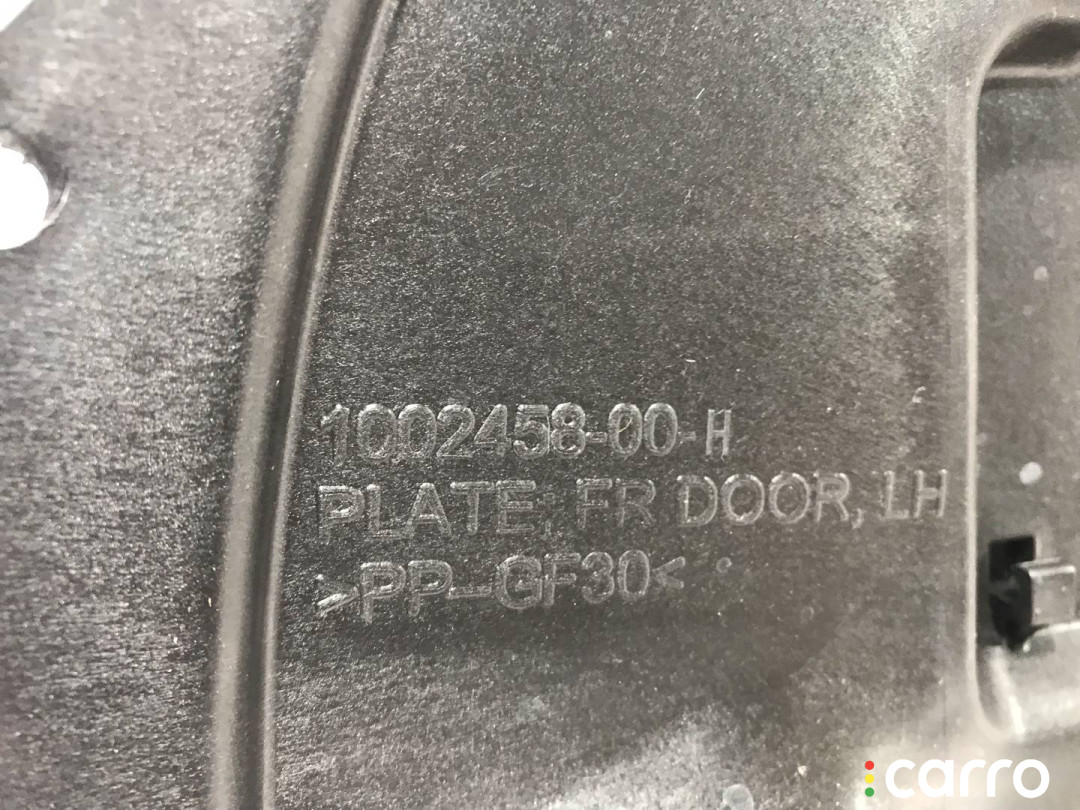 1002458-00-H
PLATE; FR DOOR, LH
>PP-GF30<
carro